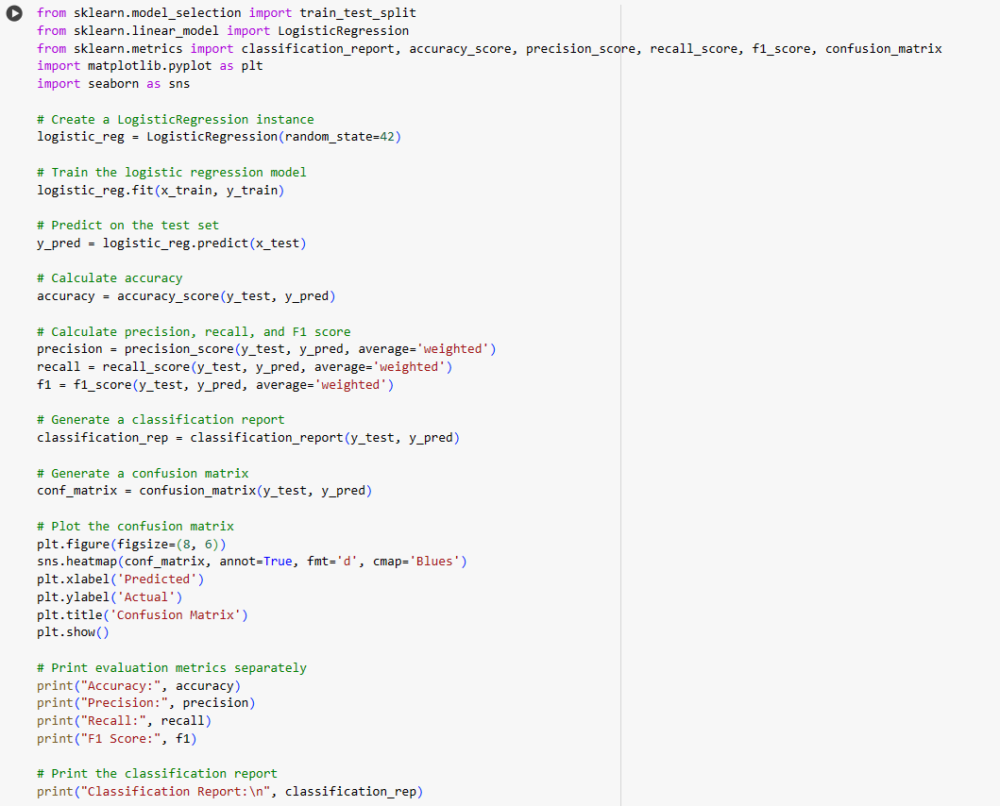 from sklearn.model_selection import train_test_split
from sklearn.linear_model import LogisticRegression
from sklearn.metrics import classification_report, accuracy_score, precision_score, recall_score, f1_score, confusion_matrix
import matplotlib.pyplot as plt
import seaborn as sns

# Create a LogisticRegression instance
logistic_reg = LogisticRegression(random_state=42)

# Train the logistic regression model
logistic_reg.fit(x_train, y_train)

# Predict on the test set
y_pred = logistic_reg.predict(x_test)

# Calculate accuracy
accuracy = accuracy_score(y_test, y_pred)

# Calculate precision, recall, and F1 score
precision = precision_score(y_test, y_pred, average='weighted')
recall = recall_score(y_test, y_pred, average='weighted')
f1 = f1_score(y_test, y_pred, average='weighted')

# Generate a classification report
classification_rep = classification_report(y_test, y_pred)

# Generate a confusion matrix
conf_matrix = confusion_matrix(y_test, y_pred)

# Plot the confusion matrix
plt.figure(figsize=(8, 6))
sns.heatmap(conf_matrix, annot=True, fmt='d', cmap='Blues')
plt.xlabel('Predicted')
plt.ylabel('Actual')
plt.title('Confusion Matrix')
plt.show()

# Print evaluation metrics separately
print("Accuracy:", accuracy)
print("Precision:", precision)
print("Recall:", recall)
print("F1 Score:", f1)

# Print the classification report
print("Classification Report:\n", classification_rep)